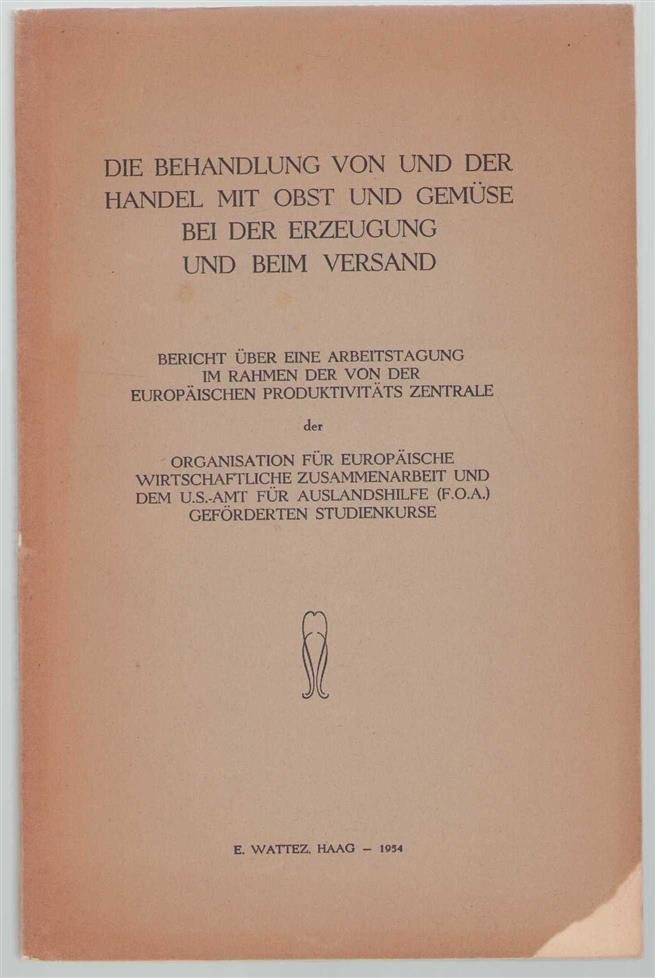 DIE BEHANDLUNG VON UND DER
HANDEL MIT OBST UND GEMÜSE
BEI DER ERZEUGUNG
UND BEIM VERSAND
BERICHT ÜBER EINE ARBEITSTAGUNG
IM RAHMEN DER VON DER
EUROPÄISCHEN PRODUKTIVITÄTS ZENTRALE
der
ORGANISATION FÜR EUROPÄISCHE
WIRTSCHAFTLICHE ZUSAMMENARBEIT UND
DEM U.S.-AMT FÜR AUSLANDSHILFE (F.O.A.)
GEFÖRDERTEN STUDIENKURSE
E. WATTEZ, HAAG – 1954